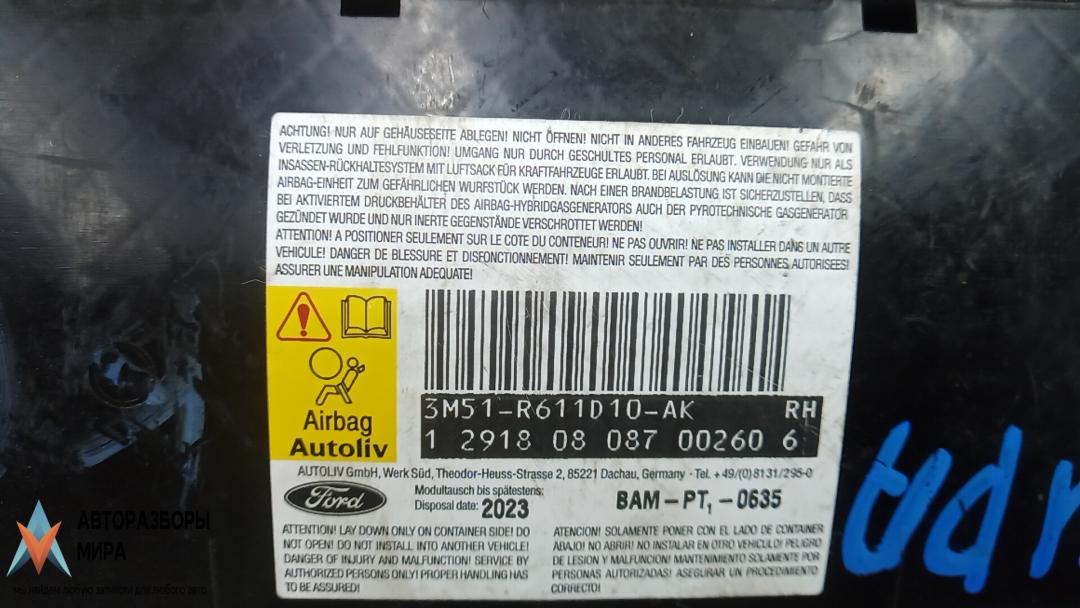 ACHTUNG! NUR AUF GEHÄUSESEITE ABLEGEN! NICHT ÖFFNEN! NICHT IN ANDERES FAHRZEUG EINBAUEN! GEFAHR VON
VERLETZUNG UND FEHLFUNKTION! UMGANG NUR DURCH GESCHULTES PERSONAL ERLAUBT. VERWENDUNG NUR ALS
INSASSEN-RÜCKHALTESYSTEM MIT LUFTSACK FÜR KRAFTFAHRZEUGE ERLAUBT. BEI AUSLÖSUNG KANN DIE NICHT MONTIERTE
AIRBAG-EINHEIT ZUM GEFÄHRLICHEN WURFSTÜCK WERDEN. NACH EINER BRANDBELASTUNG IST SICHERZUSTELLEN, DASS
BEI AKTIVIERTEM DRUCKBEHÄLTER DES AIRBAG-HYBRIDGASGENERATORS AUCH DER PYROTECHNISCHE GASGENERATOR
GEZÜNDET WURDE UND NUR INERTE GEGENSTÄNDE VERSCHROTTET WERDEN!
ATTENTION! A POSITIONER SEULEMENT SUR LE COTE DU CONTENEUR! NE PAS OUVRIR! NE PAS INSTALLER DANS UN AUTRE
VEHICULE! DANGER DE BLESSURE ET DISFONCTIONNEMENT! MAINTENIR SEULEMENT PAR DES PERSONNES AUTORISEES!
ASSURER UNE MANIPULATION ADEQUATE!
Airbag
Autoliv
3M51-R611D10-AK RH
1 2918 08 087 00260 6
AUTOLIV GmbH, Werk Süd, Theodor-Heuss-Strasse 2, 85221 Dachau, Germany - Tel. +49/(0)8131/295-0
Ford
Modultausch bis spätestens:
Disposal date: 2023
BAM-PT1-0635
ATTENTION! LAY DOWN ONLY ON CONTAINER SIDE! DO
NOT OPEN! DO NOT INSTALL INTO ANOTHER VEHICLE!
DANGER OF INJURY AND MALFUNCTION! SERVICE BY
AUTHORIZED PERSONS ONLY! PROPER HANDLING HAS
TO BE ASSURED!
ATENCION! SOLAMENTE PONER CON EL LADO DE CONTAINER
ABAJO! NO ABRIR! NO INSTALAR EN OTRO VEHICULO! PELIGRO
DE LESION Y MALFUNCION! MANTENIMIENTO SOLAMENTE POR
PERSONAS AUTORIZADAS! ASEGURAR UN PROCEDIMIENTO
CORRECTO!
АВТОРАЗБОРЫ
МИРА
мы найдем любую запчасть для любого авто